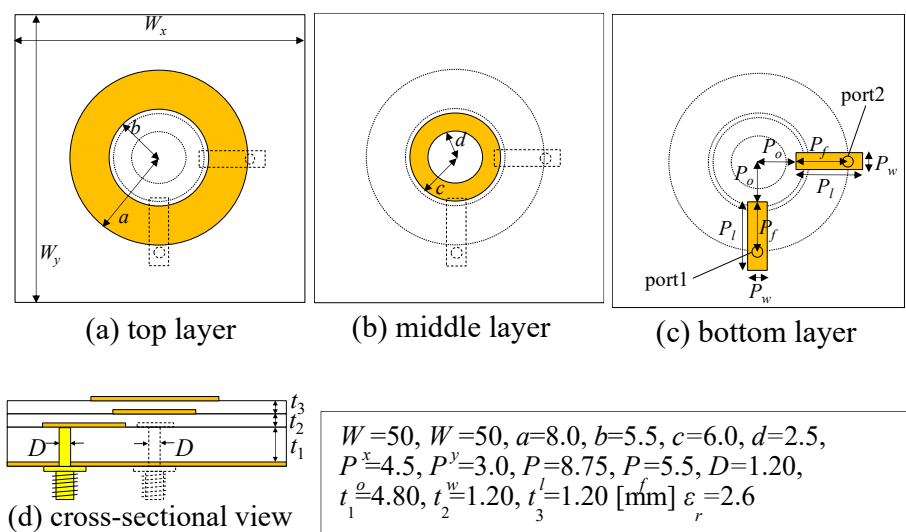 W_x
W_y
b
a
(a) top layer
d
c
(b) middle layer
port2
P_o
P_f
P_w
P_o
P_l
P_l
P_f
port1
P_w
(c) bottom layer
t_3
t_2
D
D
t_1
(d) cross-sectional view
W_x=50, W_y=50, a=8.0, b=5.5, c=6.0, d=2.5,
P_o=4.5, P_w=3.0, P_l=8.75, P_f=5.5, D=1.20,
t_1=4.80, t_2=1.20, t_3=1.20 [mm] ε_r=2.6